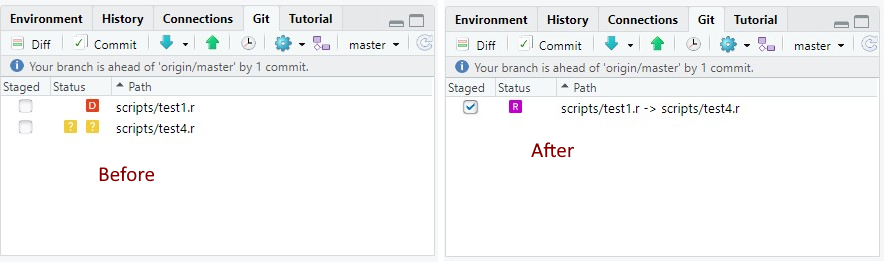 Environment History Connections Git Tutorial
Diff Commit master
Your branch is ahead of 'origin/master' by 1 commit.
Staged Status Path
D scripts/test1.r
? ? scripts/test4.r
Before
Environment History Connections Git Tutorial
Diff Commit master
Your branch is ahead of 'origin/master' by 1 commit.
Staged Status Path
R scripts/test1.r -> scripts/test4.r
After